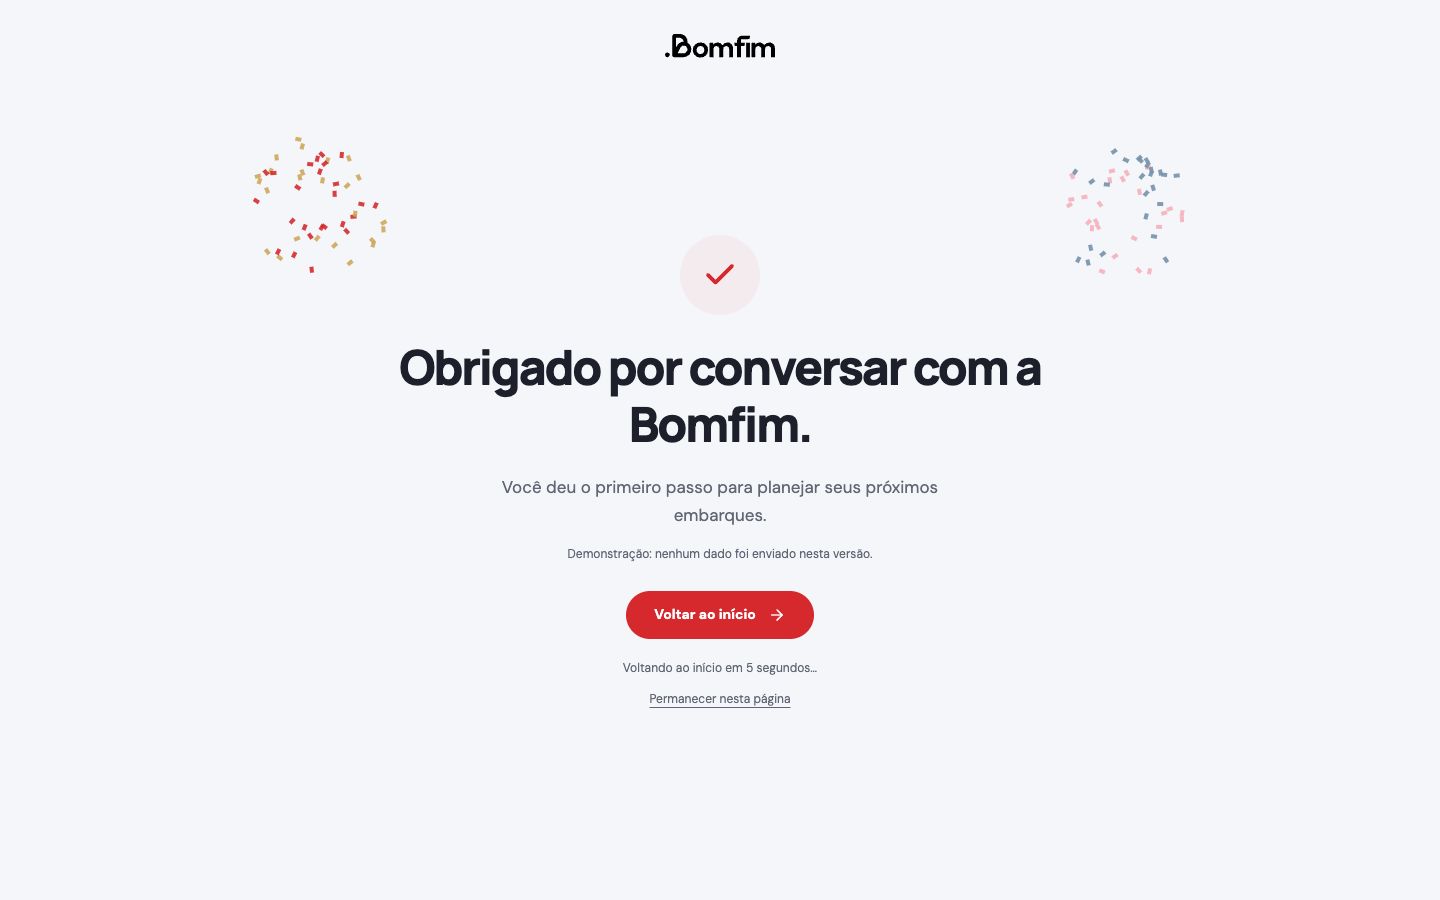 .Bomfim
Obrigado por conversar com a
Bomfim.
Você deu o primeiro passo para planejar seus próximos
embarques.
Demonstração: nenhum dado foi enviado nesta versão.
Voltar ao início →
Voltando ao início em 5 segundos…
Permanecer nesta página